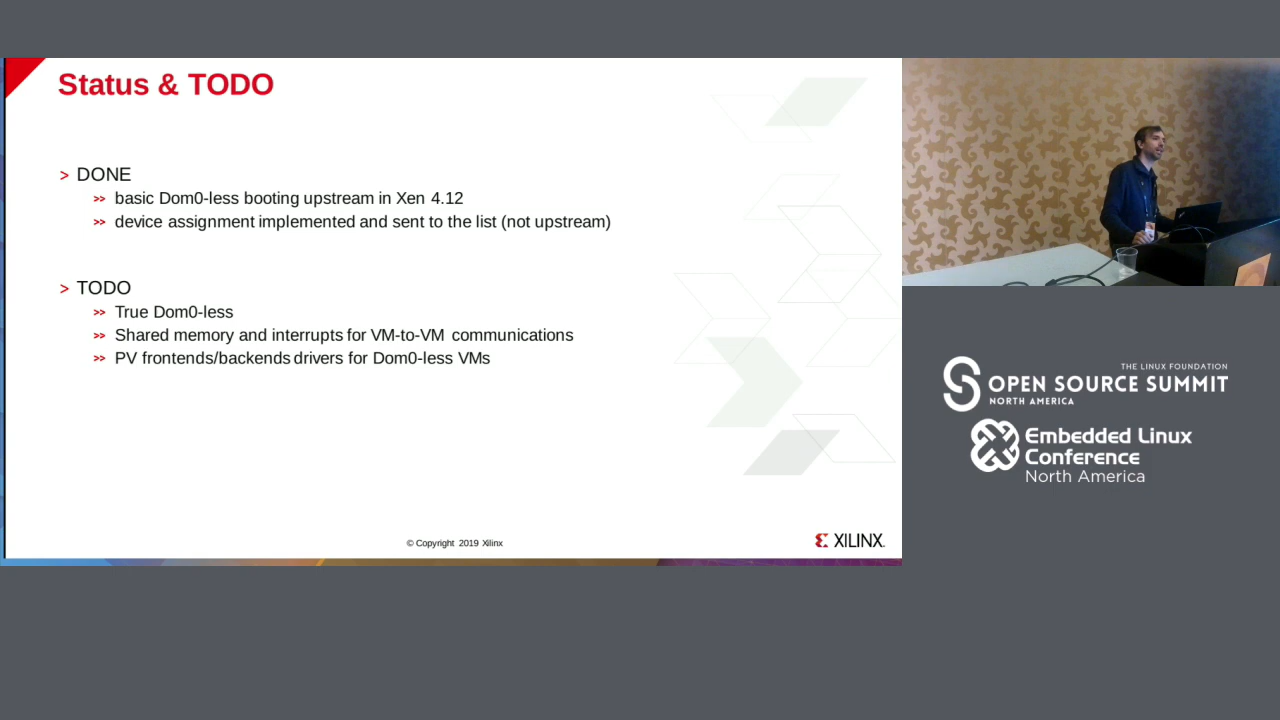 Status & TODO
> DONE
>> basic Dom0-less booting upstream in Xen 4.12
>> device assignment implemented and sent to the list (not upstream)
> TODO
>> True Dom0-less
>> Shared memory and interrupts for VM-to-VM communications
>> PV frontends/backends drivers for Dom0-less VMs
© Copyright 2019 Xilinx
XILINX
THE LINUX FOUNDATION
OPEN SOURCE SUMMIT
NORTH AMERICA
Embedded Linux
Conference
North America